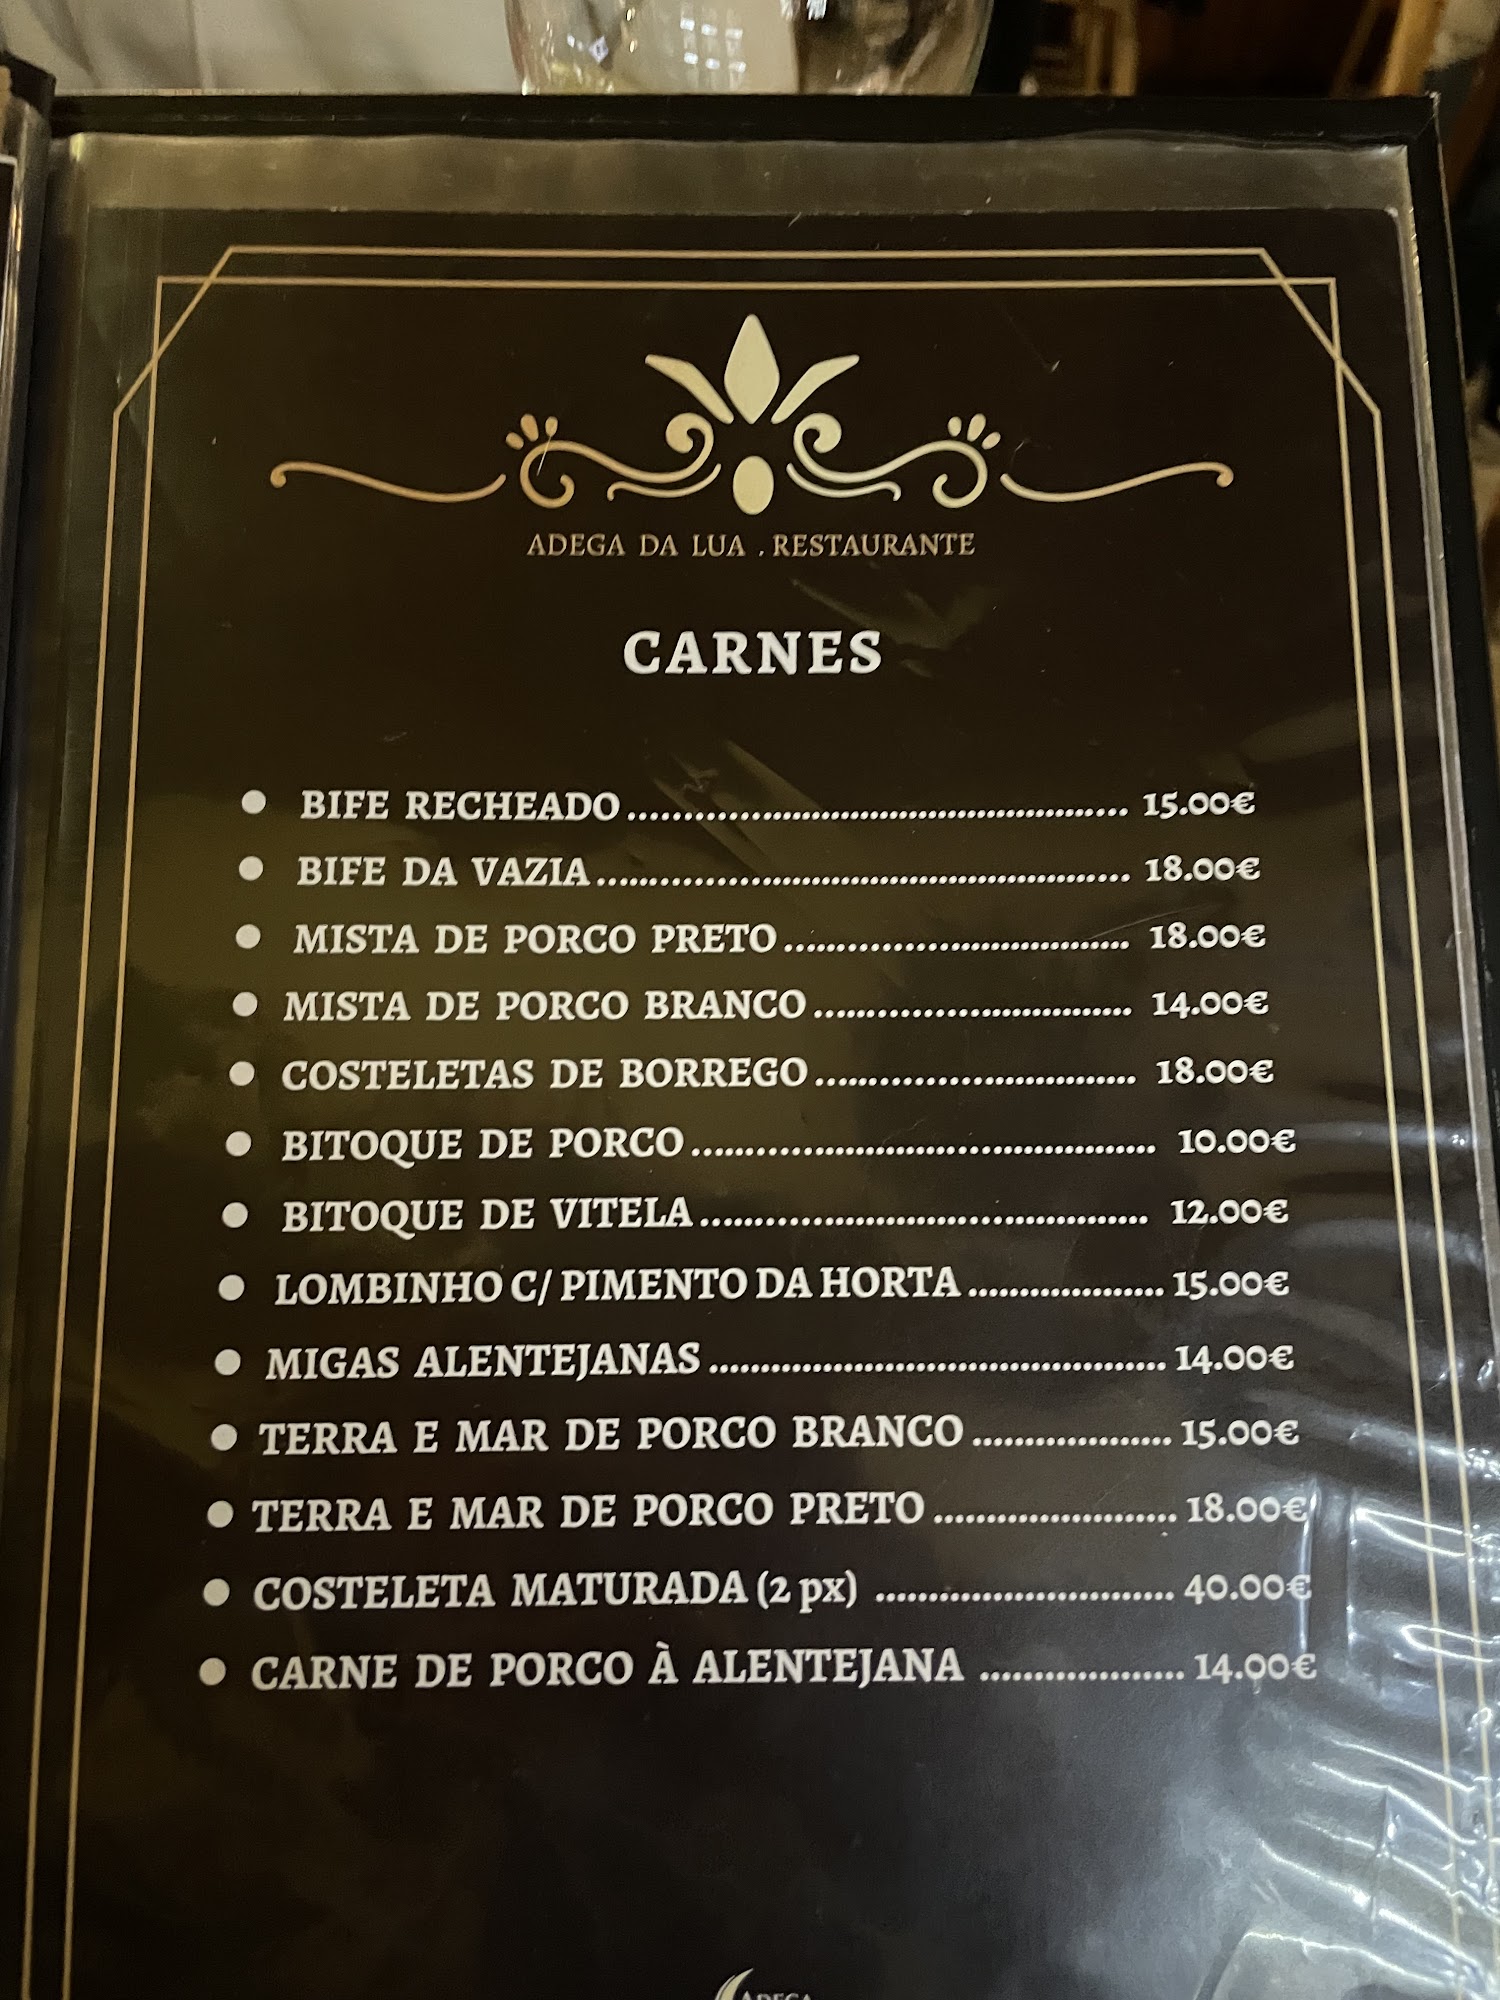 ADEGA DA LUA . RESTAURANTE
CARNES
● BIFE RECHEADO ........ 15.00€
● BIFE DA VAZIA ........ 18.00€
● MISTA DE PORCO PRETO ........ 18.00€
● MISTA DE PORCO BRANCO ........ 14.00€
● COSTELETAS DE BORREGO ........ 18.00€
● BITOQUE DE PORCO ........ 10.00€
● BITOQUE DE VITELA ........ 12.00€
● LOMBINHO C/ PIMENTO DA HORTA ........ 15.00€
● MIGAS ALENTEJANAS ........ 14.00€
● TERRA E MAR DE PORCO BRANCO ........ 15.00€
● TERRA E MAR DE PORCO PRETO ........ 18.00€
● COSTELETA MATURADA (2 px) ........ 40.00€
● CARNE DE PORCO À ALENTEJANA ........ 14.00€
ADEGA